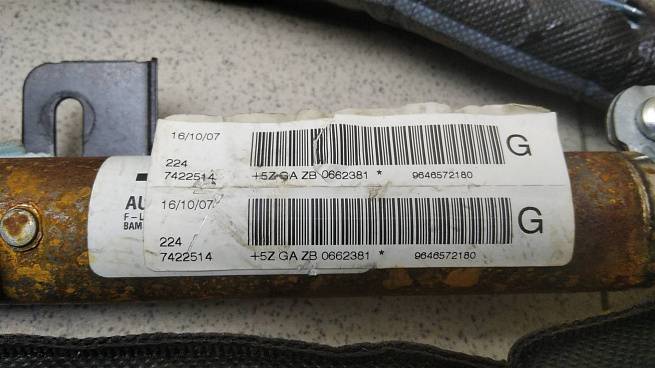 16/10/07
G
224
7422514 +5Z GA ZB 0662381 * 9646572180
AU
16/10/07
G
F-L
BAM
224
7422514 +5Z GA ZB 0662381 * 9646572180